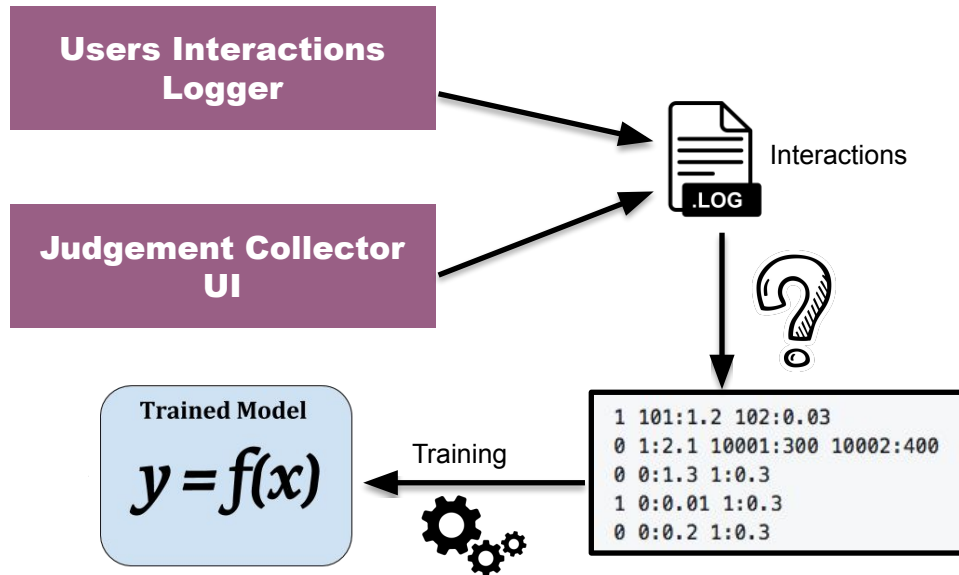 Users Interactions
Logger
Interactions
.LOG
Judgement Collector
UI
?
1 101:1.2 102:0.03
0 1:2.1 10001:300 10002:400
0 0:1.3 1:0.3
1 0:0.01 1:0.3
0 0:0.2 1:0.3
Training
Trained Model
y = f(x)